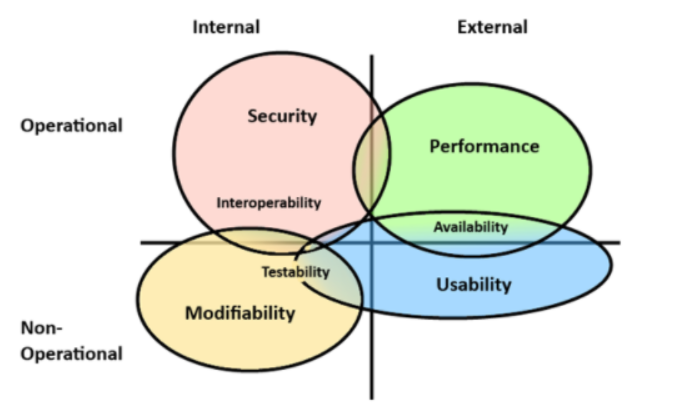 Internal
External
Operational
Security
Performance
Interoperability
Availability
Testability
Usability
Modifiability
Non-
Operational